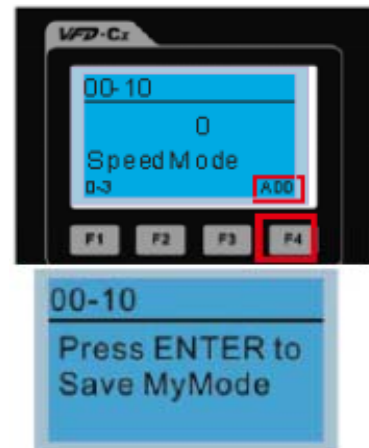 VFD-Cz
00-10
0
SpeedMode
0-3 ADD
F1 F2 F3 F4
00-10
Press ENTER to
Save MyMode